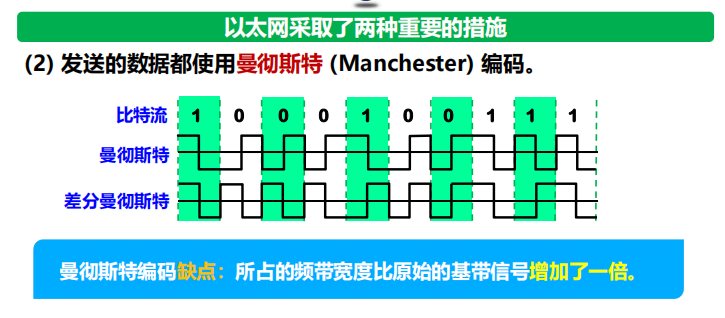 以太网采取了两种重要的措施
(2) 发送的数据都使用曼彻斯特 (Manchester) 编码。
比特流 1 0 0 0 1 0 0 1 1 1
曼彻斯特
差分曼彻斯特
曼彻斯特编码缺点：所占的频带宽度比原始的基带信号增加了一倍。